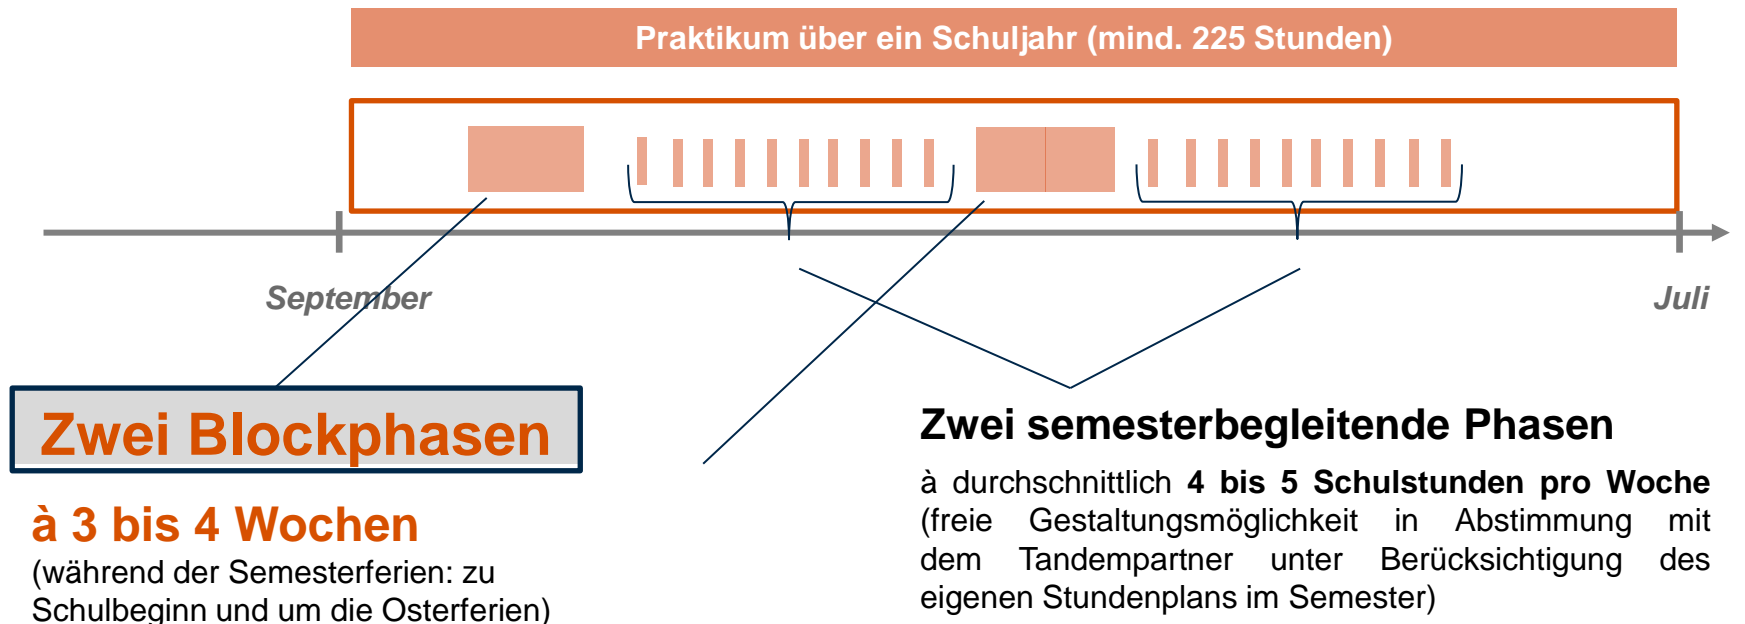 Praktikum über ein Schuljahr (mind. 225 Stunden)
September
Juli
Zwei Blockphasen
à 3 bis 4 Wochen
(während der Semesterferien: zu
Schulbeginn und um die Osterferien)
Zwei semesterbegleitende Phasen
à durchschnittlich 4 bis 5 Schulstunden pro Woche
(freie Gestaltungsmöglichkeit in Abstimmung mit
dem Tandempartner unter Berücksichtigung des
eigenen Stundenplans im Semester)